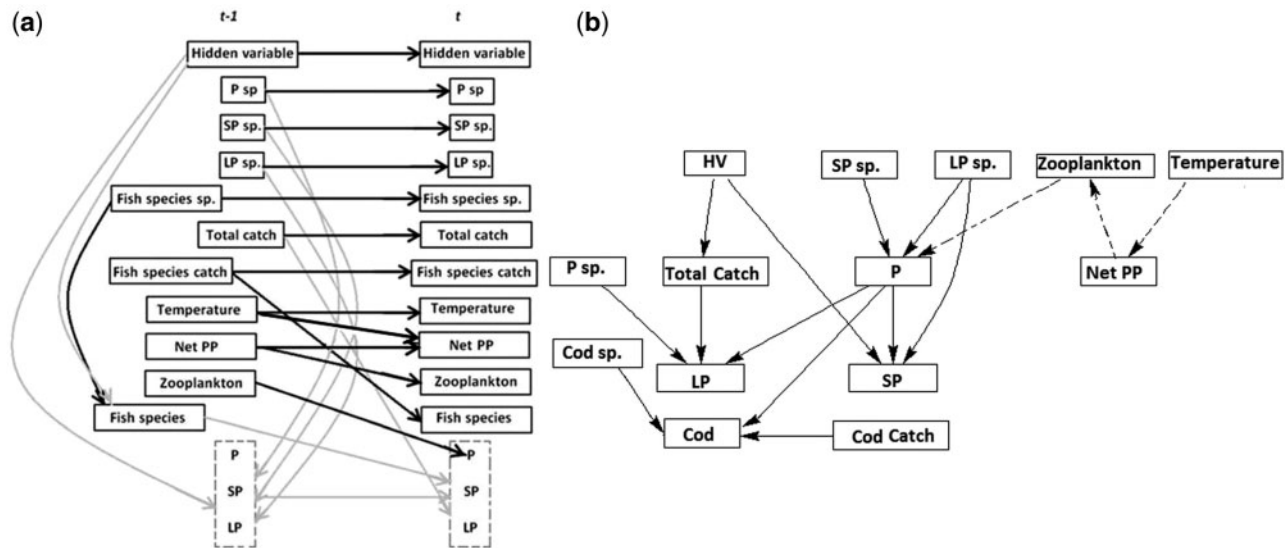 (a)
t-1
t
Hidden variable
Hidden variable
P sp
P sp
SP sp.
SP sp.
LP sp.
LP sp.
Fish species sp.
Fish species sp.
Total catch
Total catch
Fish species catch
Fish species catch
Temperature
Temperature
Net PP
Net PP
Zooplankton
Zooplankton
Fish species
Fish species
P
P
SP
SP
LP
LP
(b)
HV
SP sp.
LP sp.
Zooplankton
Temperature
P sp.
Total Catch
P
Net PP
Cod sp.
LP
SP
Cod
Cod Catch